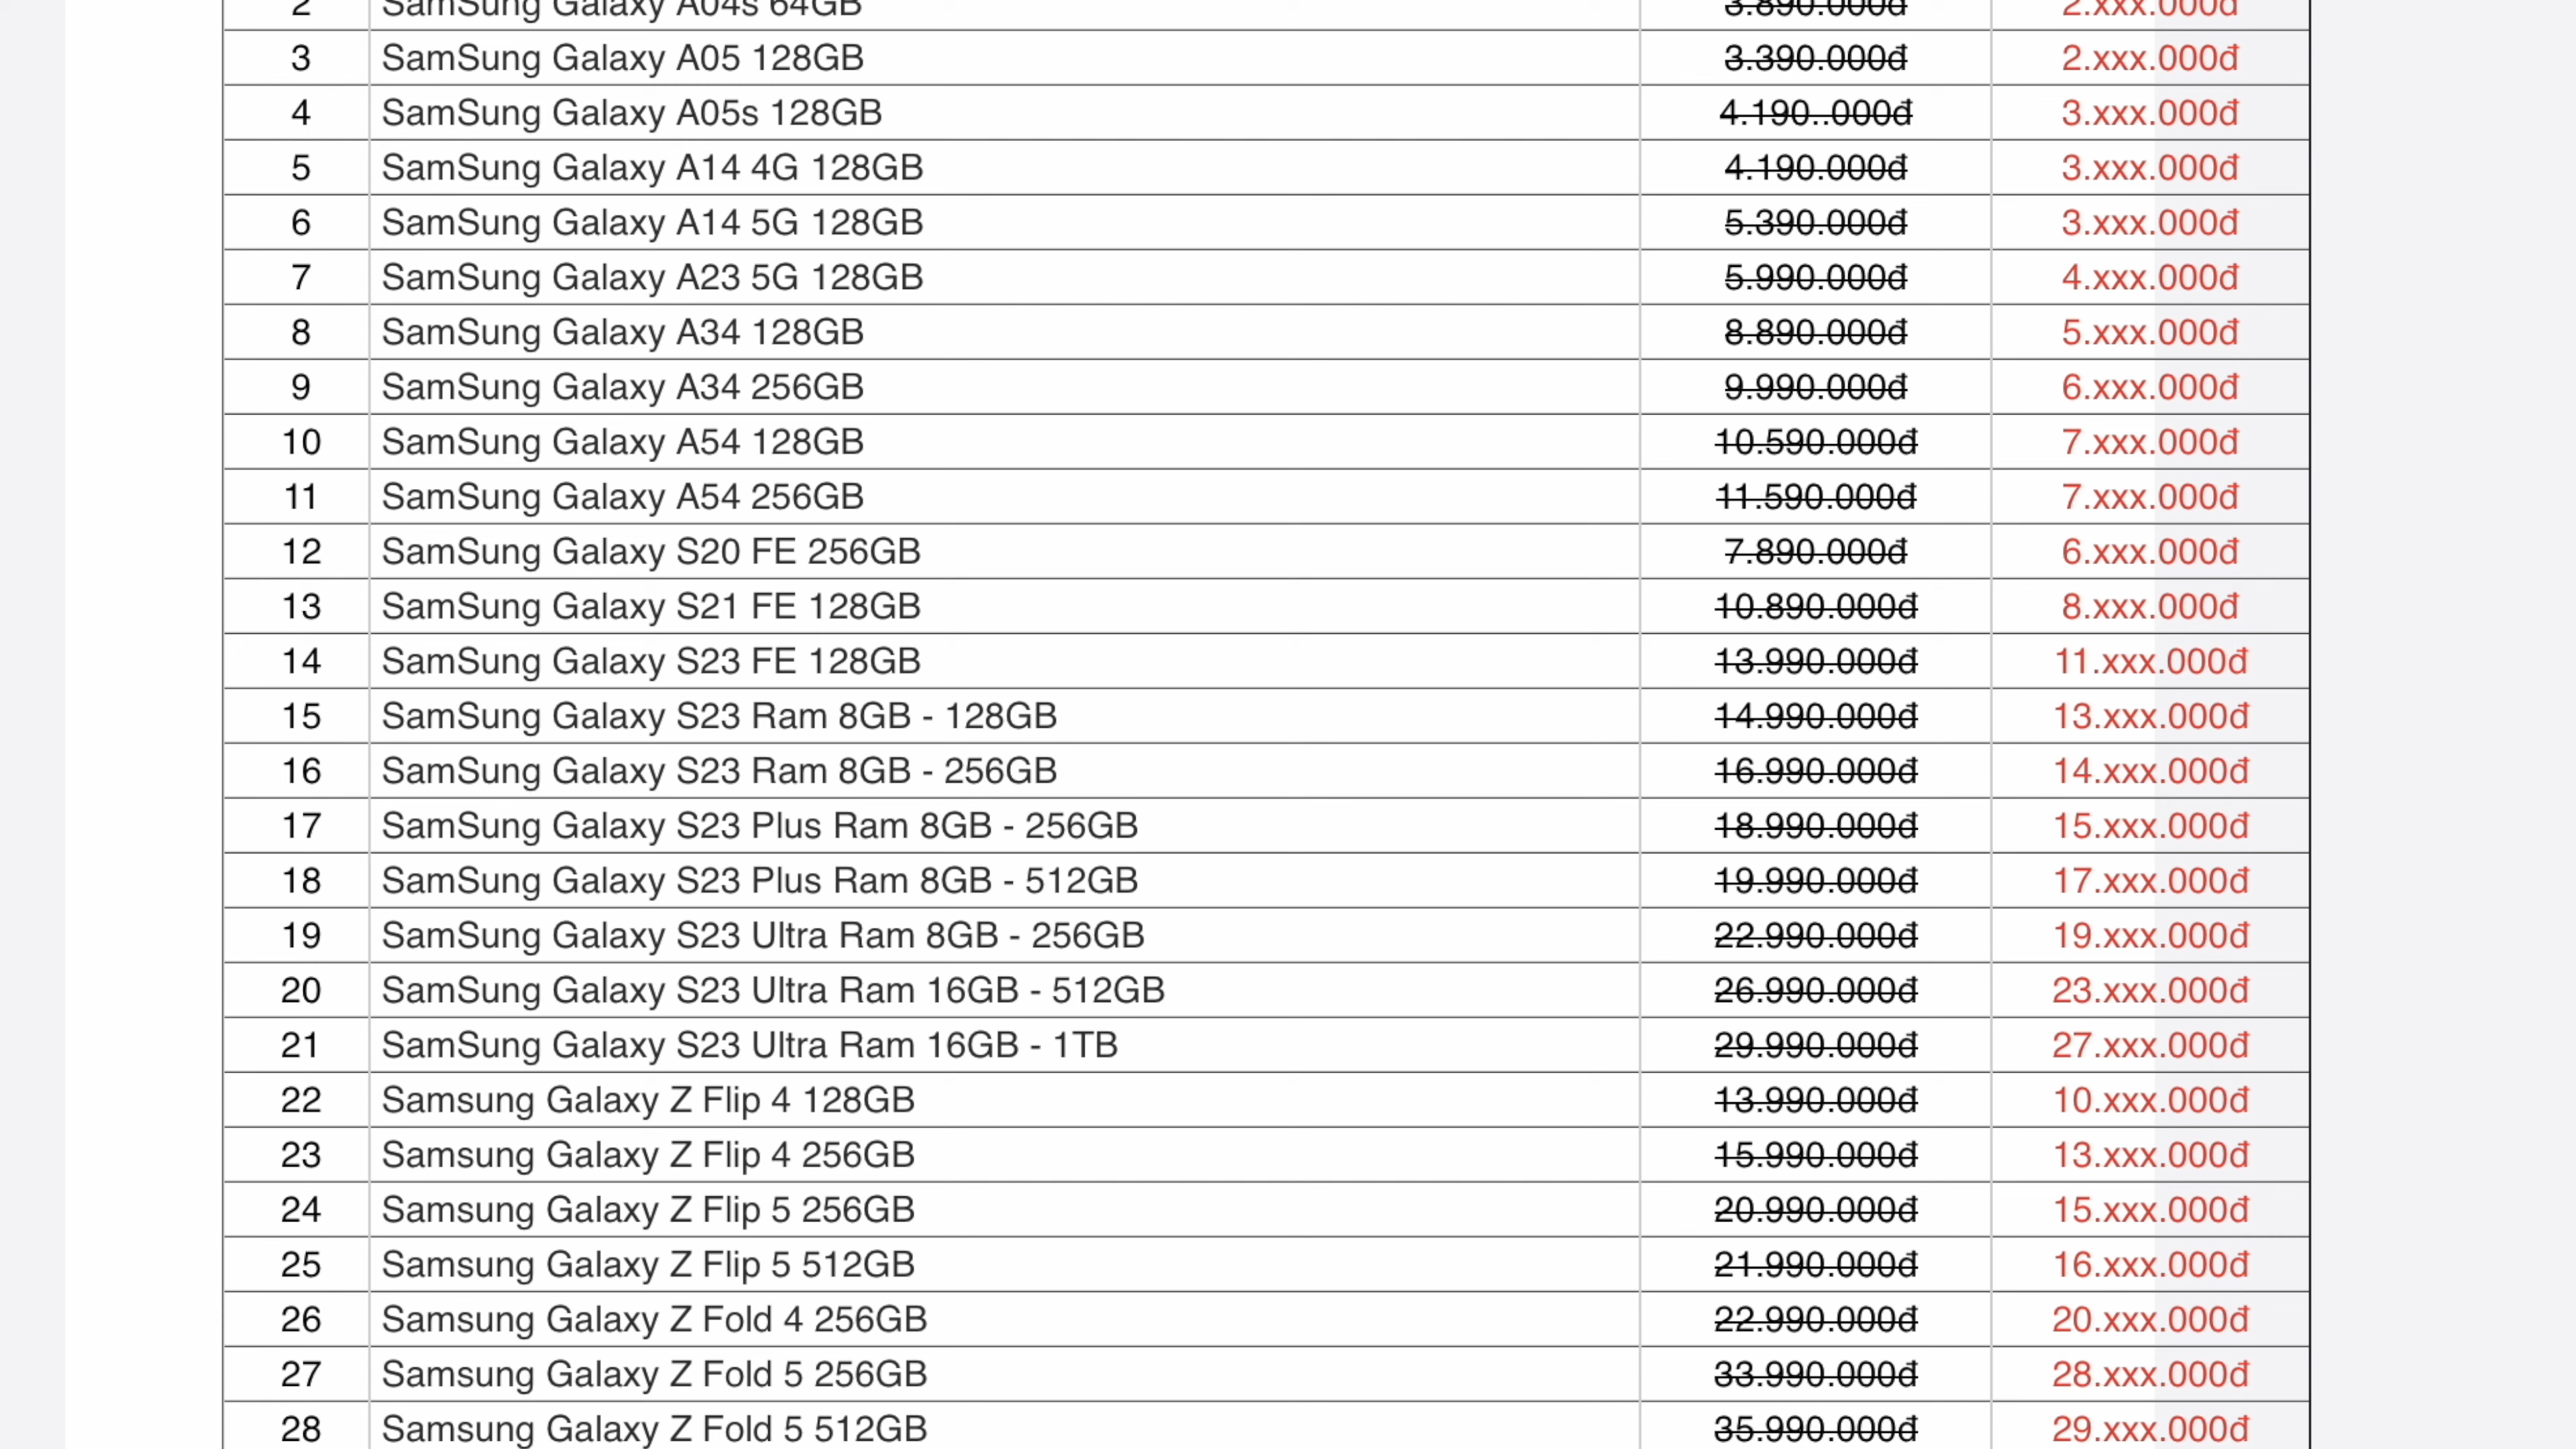 2 SamSung Galaxy A04s 64GB 3.890.000đ 2.xxx.000đ
3 SamSung Galaxy A05 128GB 3.390.000đ 2.xxx.000đ
4 SamSung Galaxy A05s 128GB 4.190..000đ 3.xxx.000đ
5 SamSung Galaxy A14 4G 128GB 4.190.000đ 3.xxx.000đ
6 SamSung Galaxy A14 5G 128GB 5.390.000đ 3.xxx.000đ
7 SamSung Galaxy A23 5G 128GB 5.990.000đ 4.xxx.000đ
8 SamSung Galaxy A34 128GB 8.890.000đ 5.xxx.000đ
9 SamSung Galaxy A34 256GB 9.990.000đ 6.xxx.000đ
10 SamSung Galaxy A54 128GB 10.590.000đ 7.xxx.000đ
11 SamSung Galaxy A54 256GB 11.590.000đ 7.xxx.000đ
12 SamSung Galaxy S20 FE 256GB 7.890.000đ 6.xxx.000đ
13 SamSung Galaxy S21 FE 128GB 10.890.000đ 8.xxx.000đ
14 SamSung Galaxy S23 FE 128GB 13.990.000đ 11.xxx.000đ
15 SamSung Galaxy S23 Ram 8GB - 128GB 14.990.000đ 13.xxx.000đ
16 SamSung Galaxy S23 Ram 8GB - 256GB 16.990.000đ 14.xxx.000đ
17 SamSung Galaxy S23 Plus Ram 8GB - 256GB 18.990.000đ 15.xxx.000đ
18 SamSung Galaxy S23 Plus Ram 8GB - 512GB 19.990.000đ 17.xxx.000đ
19 SamSung Galaxy S23 Ultra Ram 8GB - 256GB 22.990.000đ 19.xxx.000đ
20 SamSung Galaxy S23 Ultra Ram 16GB - 512GB 26.990.000đ 23.xxx.000đ
21 SamSung Galaxy S23 Ultra Ram 16GB - 1TB 29.990.000đ 27.xxx.000đ
22 Samsung Galaxy Z Flip 4 128GB 13.990.000đ 10.xxx.000đ
23 Samsung Galaxy Z Flip 4 256GB 15.990.000đ 13.xxx.000đ
24 Samsung Galaxy Z Flip 5 256GB 20.990.000đ 15.xxx.000đ
25 Samsung Galaxy Z Flip 5 512GB 21.990.000đ 16.xxx.000đ
26 Samsung Galaxy Z Fold 4 256GB 22.990.000đ 20.xxx.000đ
27 Samsung Galaxy Z Fold 5 256GB 33.990.000đ 28.xxx.000đ
28 Samsung Galaxy Z Fold 5 512GB 35.990.000đ 29.xxx.000đ